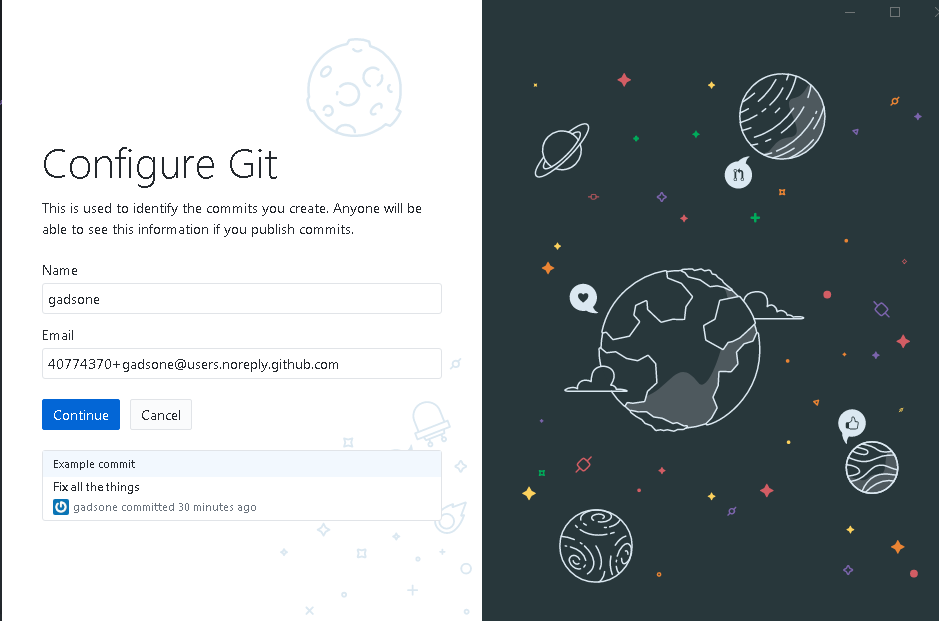 Configure Git
This is used to identify the commits you create. Anyone will be
able to see this information if you publish commits.
Name
gadsone
Email
40774370+gadsone@users.noreply.github.com
Continue
Cancel
Example commit
Fix all the things
gadsone committed 30 minutes ago